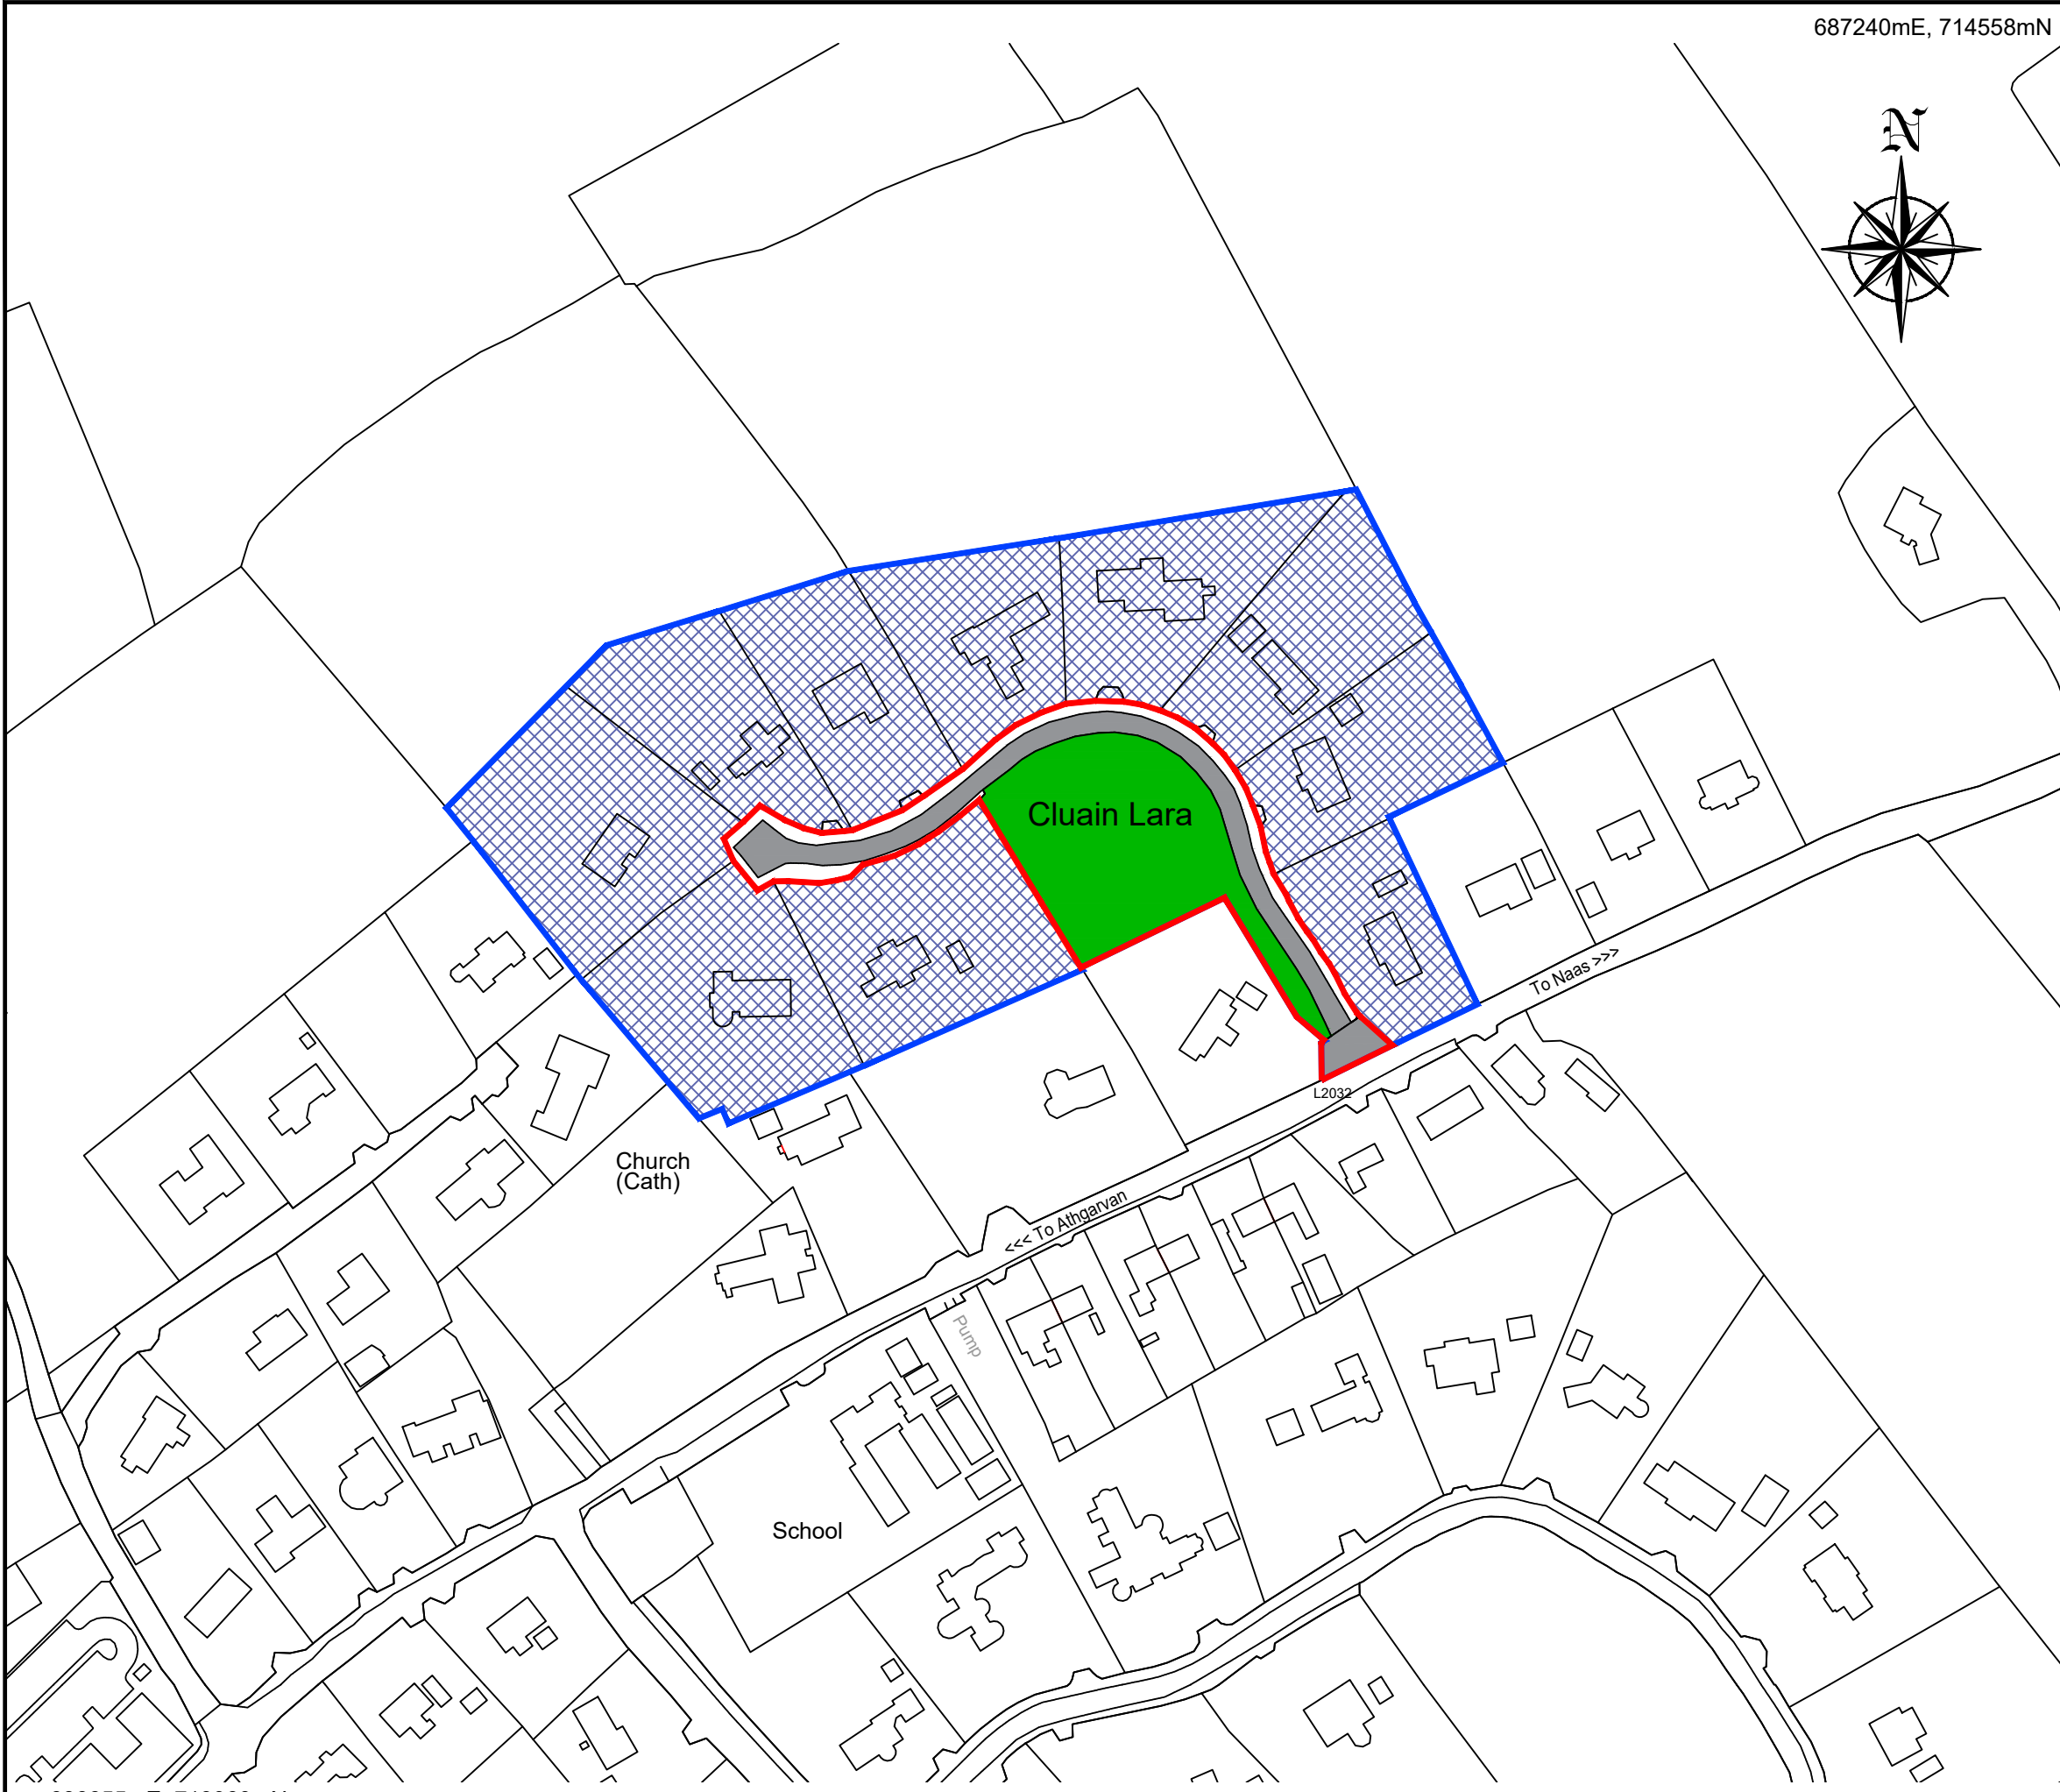 687240mE, 714558mN
N
Cluain Lara
To Naas >>>
L2032
Church
(Cath)
<<< To Athgarvan
Pump
School